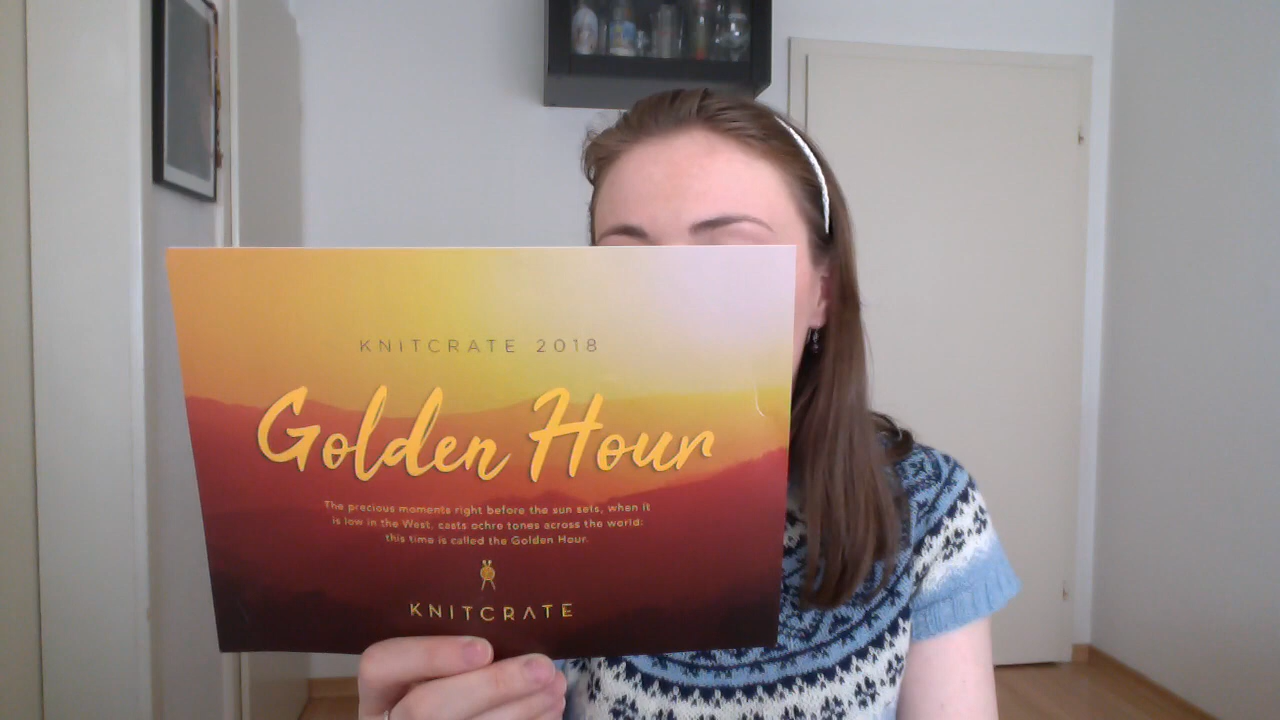 KNITCRATE 2018
Golden Hour
The precious moments right before the sun sets, when it
is low in the West, casts ochre tones across the world:
this time is called the Golden Hour.
KNITCRATE